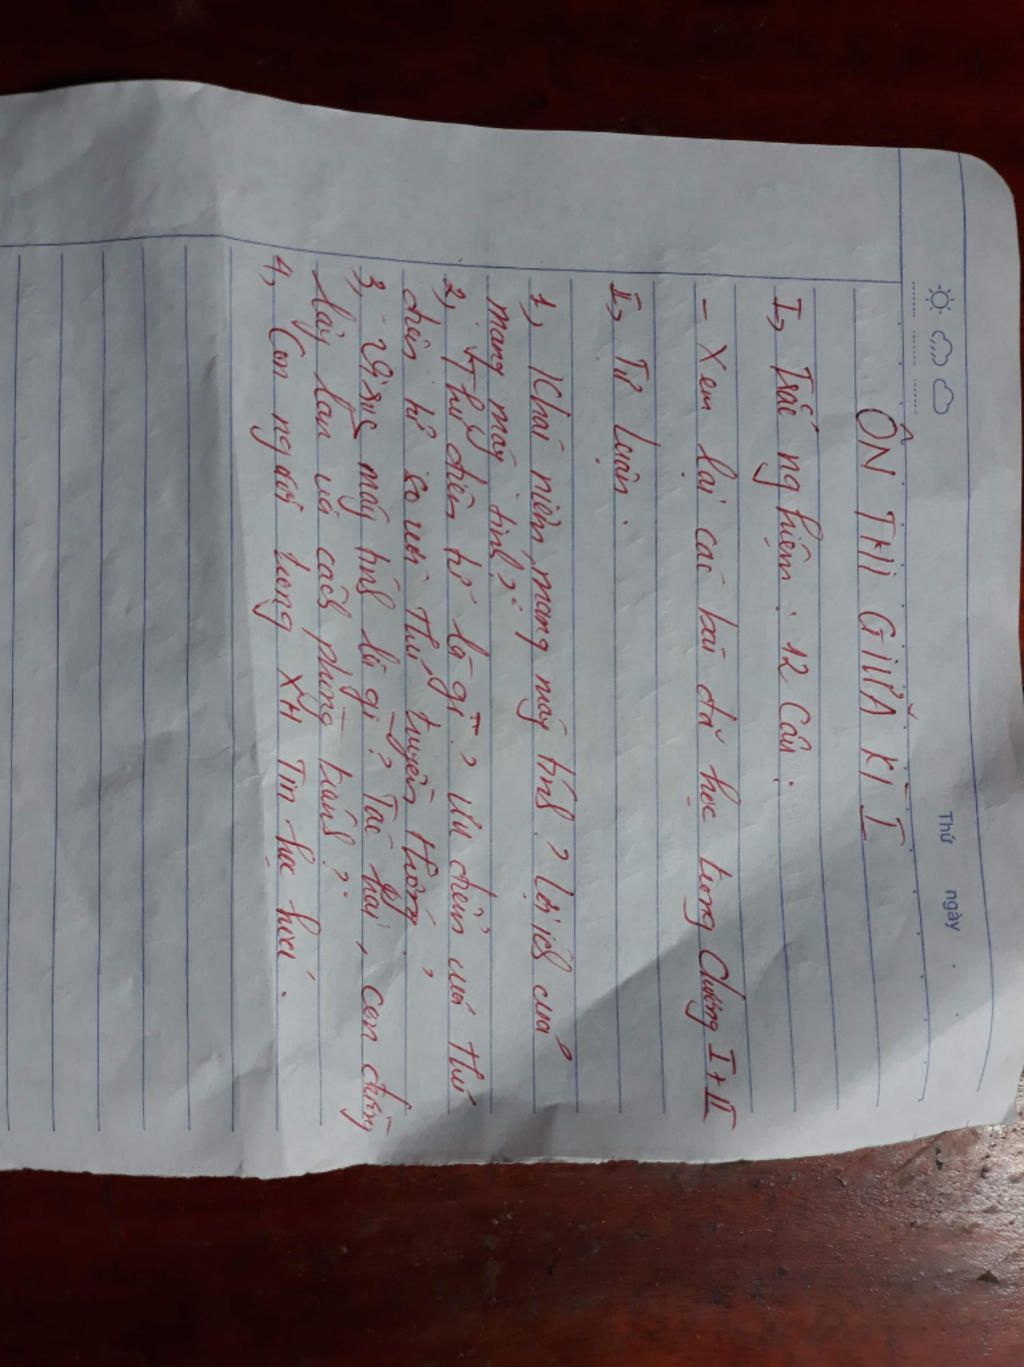 Thứ ngày
ÔN THI GIỮA KÌ I
I, Trắc nghiệm : 12 Câu :
- Xem lại các bài đã học trong Chương I + II
I, Tự Luận .
1, Khái niệm mạng máy tính ? Lợi ích của
mạng máy tính ?
2, Thư điện tử là gì ? ưu điểm của thư
điện tử so với thư truyền thống ?
3, Virus máy tính là gì ? Tác hại , con đường
lây lan và cách phòng tránh ?
4, Con người trong XH Tin học hoá .